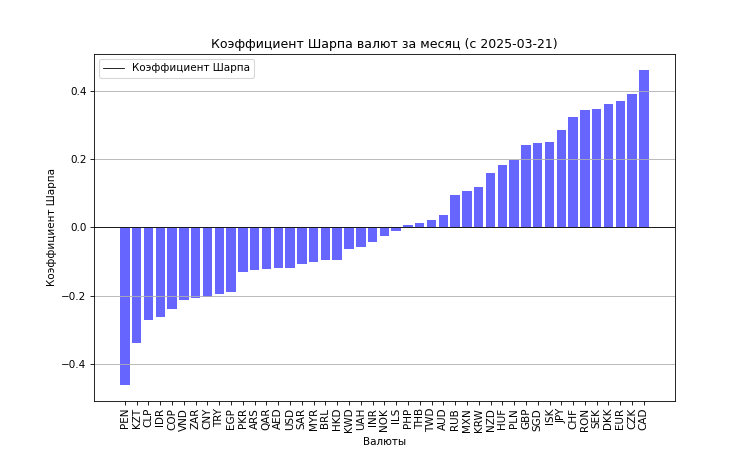 Коэффициент Шарпа валют за месяц (с 2025-03-21)
Коэффициент Шарпа
Коэффициент Шарпа
0.4
0.2
0.0
−0.2
−0.4
PEN KZT CLP IDR COP VND ZAR CNY TRY EGP PKR ARS QAR AED USD SAR MYR BRL HKD KWD UAH INR NOK ILS PHP THB TWD AUD RUB MXN KRW NZD HUF PLN GBP SGD ISK JPY CHF RON SEK DKK EUR CZK CAD
Валюты